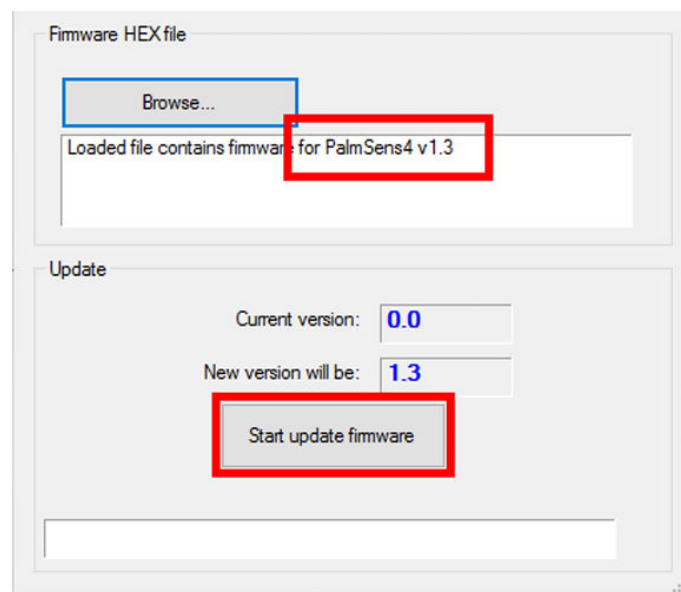 Firmware HEX file
Browse...
Loaded file contains firmware for PalmSens4 v1.3
Update
Current version: 0.0
New version will be: 1.3
Start update firmware